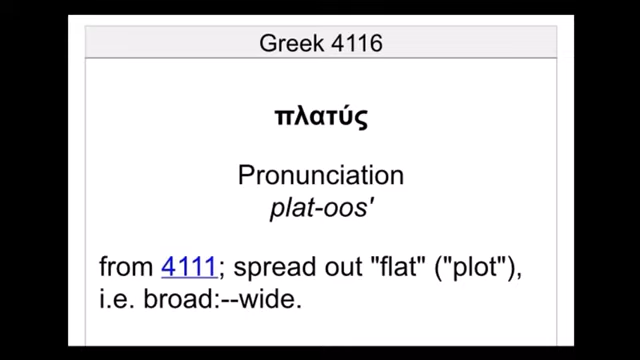 Greek 4116
πλατύς
Pronunciation
plat-oos'
from 4111; spread out "flat" ("plot"),
i.e. broad:--wide.